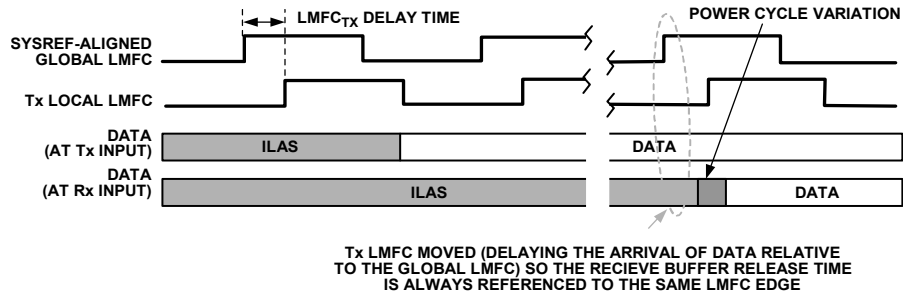 LMFCTX DELAY TIME
POWER CYCLE VARIATION
SYSREF-ALIGNED
GLOBAL LMFC
Tx LOCAL LMFC
DATA
(AT Tx INPUT)
ILAS
DATA
DATA
(AT Rx INPUT)
ILAS
DATA
Tx LMFC MOVED (DELAYING THE ARRIVAL OF DATA RELATIVE
TO THE GLOBAL LMFC) SO THE RECIEVE BUFFER RELEASE TIME
IS ALWAYS REFERENCED TO THE SAME LMFC EDGE